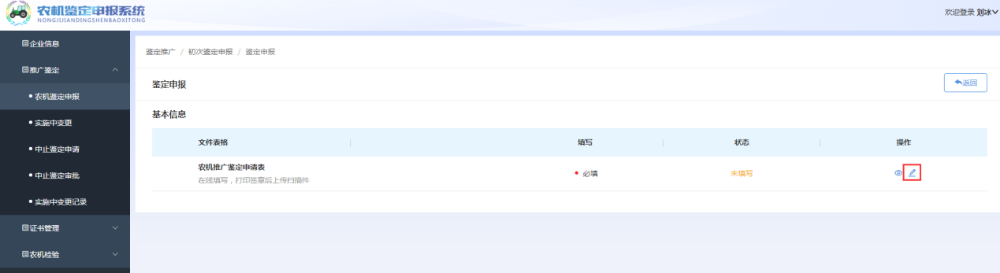 农机鉴定申报系统
NONGJIJIANDINGSHENBAOXITONG
欢迎登录 刘冰
企业信息
推广鉴定
农机鉴定申报
实施中变更
中止鉴定申请
中止鉴定审批
实施中变更记录
证书管理
农机检验
鉴定推广 / 初次鉴定申报 / 鉴定申报
鉴定申报
返回
基本信息
文件表格 填写 状态 操作
农机推广鉴定申请表
在线填写，打印签章后上传扫描件
必填 未填写